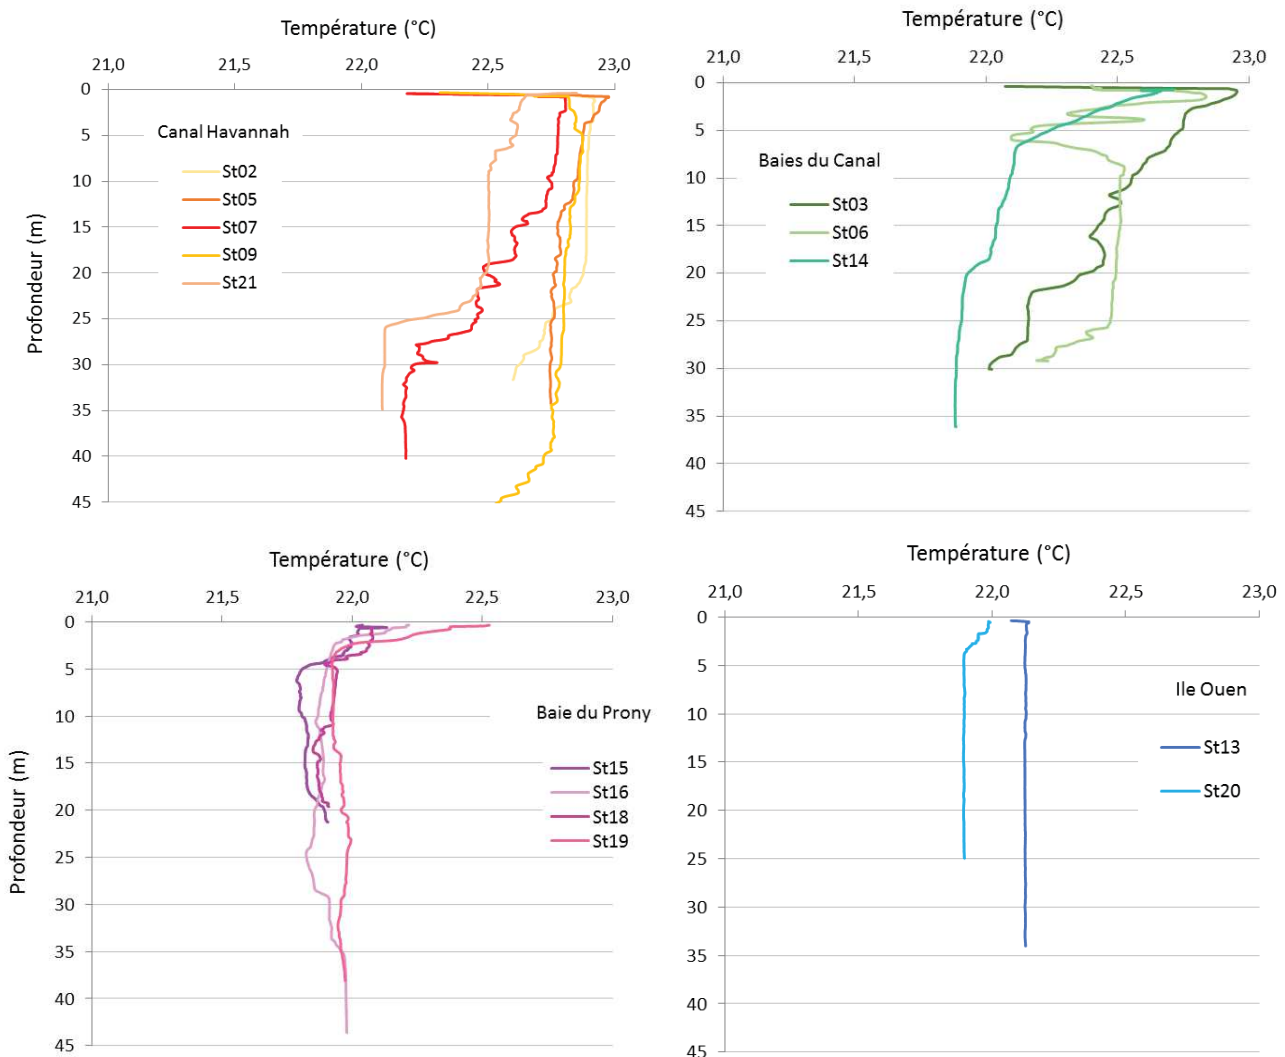 Température (°C)
21,0 21,5 22,0 22,5 23,0
0
5
10
15
20
25
30
35
40
45
Profondeur (m)
Canal Havannah
St02
St05
St07
St09
St21
Température (°C)
21,0 21,5 22,0 22,5 23,0
0
5
10
15
20
25
30
35
40
45
Baies du Canal
St03
St06
St14
Température (°C)
21,0 21,5 22,0 22,5 23,0
0
5
10
15
20
25
30
35
40
45
Profondeur (m)
Baie du Prony
St15
St16
St18
St19
Température (°C)
21,0 21,5 22,0 22,5 23,0
0
5
10
15
20
25
30
35
40
45
Ile Ouen
St13
St20